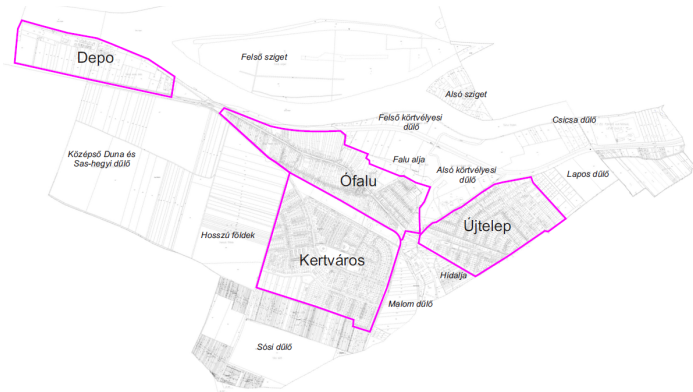 Depo
Felső sziget
Alsó sziget
Felső körtvélyesi
dűlő
Csicsa dűlő
Középső Duna és
Sas-hegyi dűlő
Falu alja
Alsó körtvélyesi
dűlő
Lapos dűlő
Ófalu
Újtelep
Hosszú földek
Kertváros
Hídalja
Malom dűlő
Sósi dűlő